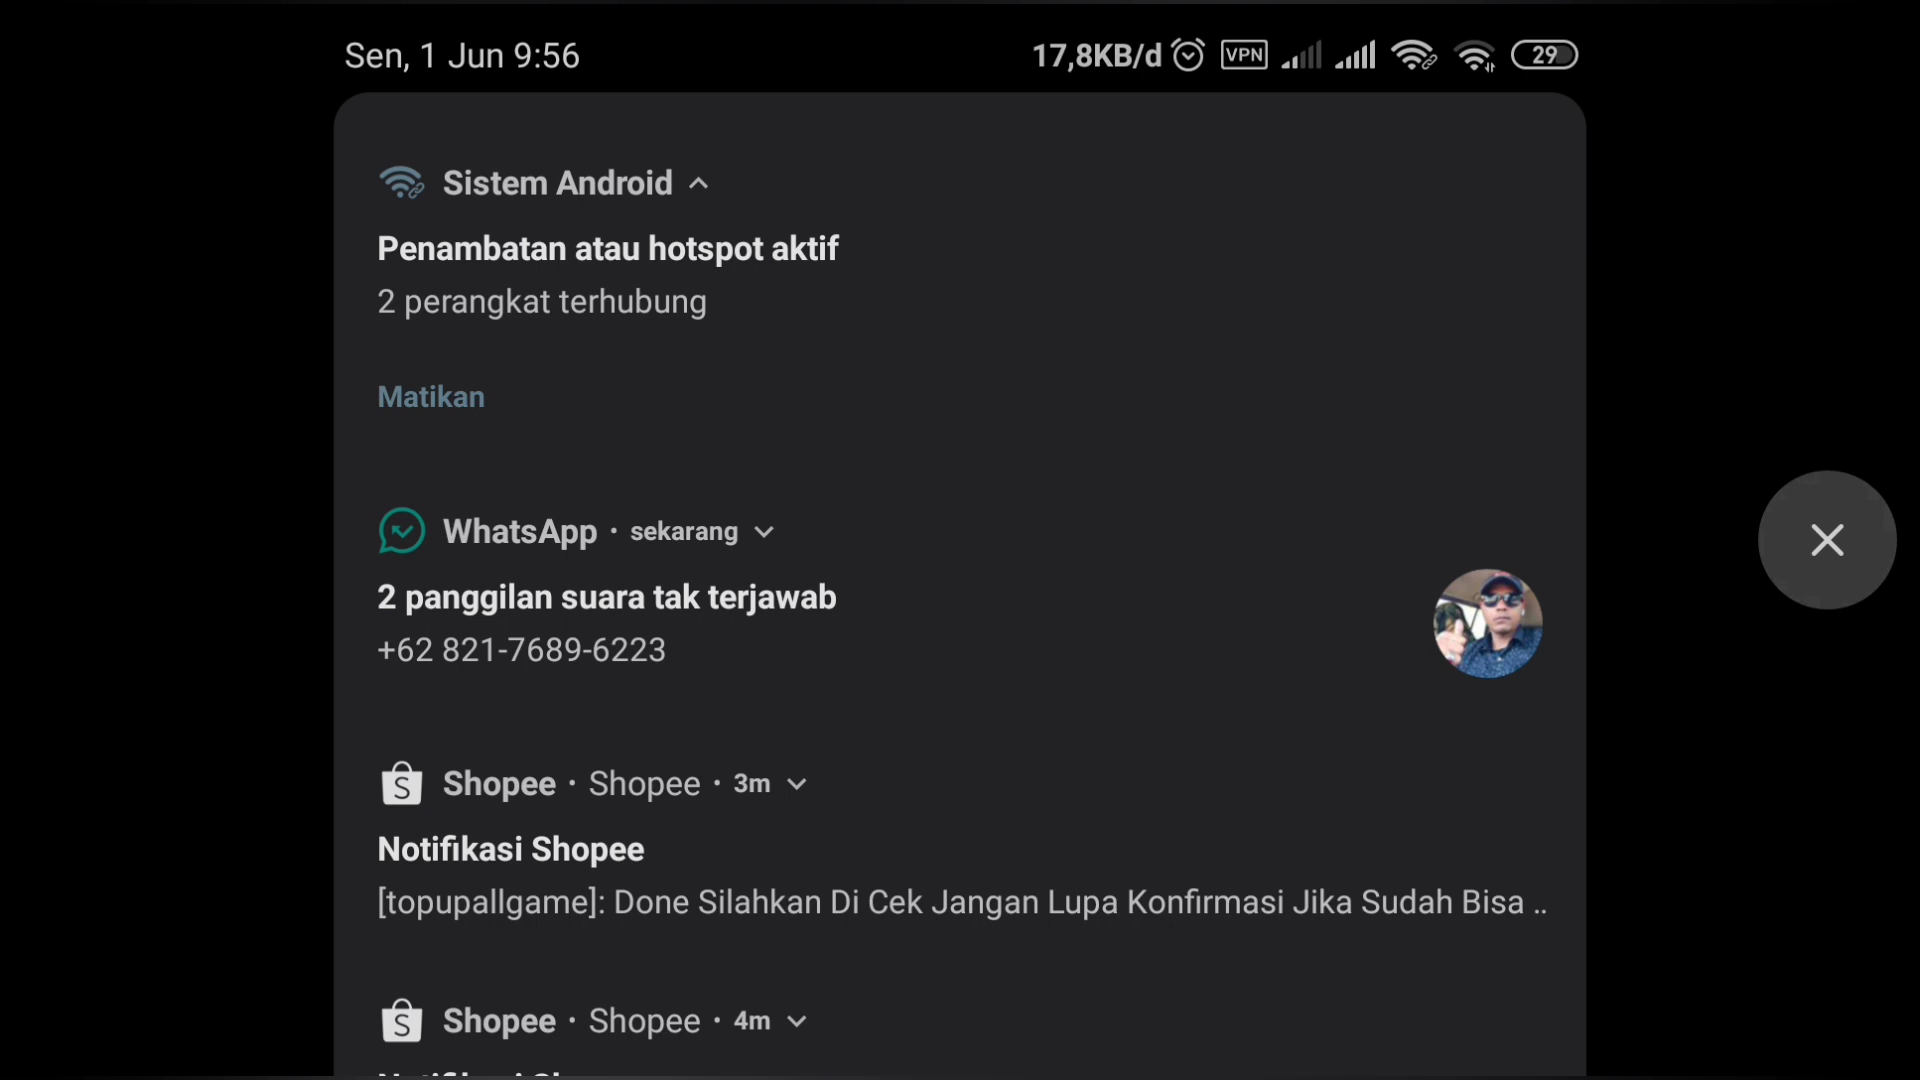 Sen, 1 Jun 9:56
17,8KB/d VPN 29
Sistem Android
Penambatan atau hotspot aktif
2 perangkat terhubung
Matikan
WhatsApp · sekarang
2 panggilan suara tak terjawab
+62 821-7689-6223
Shopee · Shopee · 3m
Notifikasi Shopee
[topupallgame]: Done Silahkan Di Cek Jangan Lupa Konfirmasi Jika Sudah Bisa ..
Shopee · Shopee · 4m